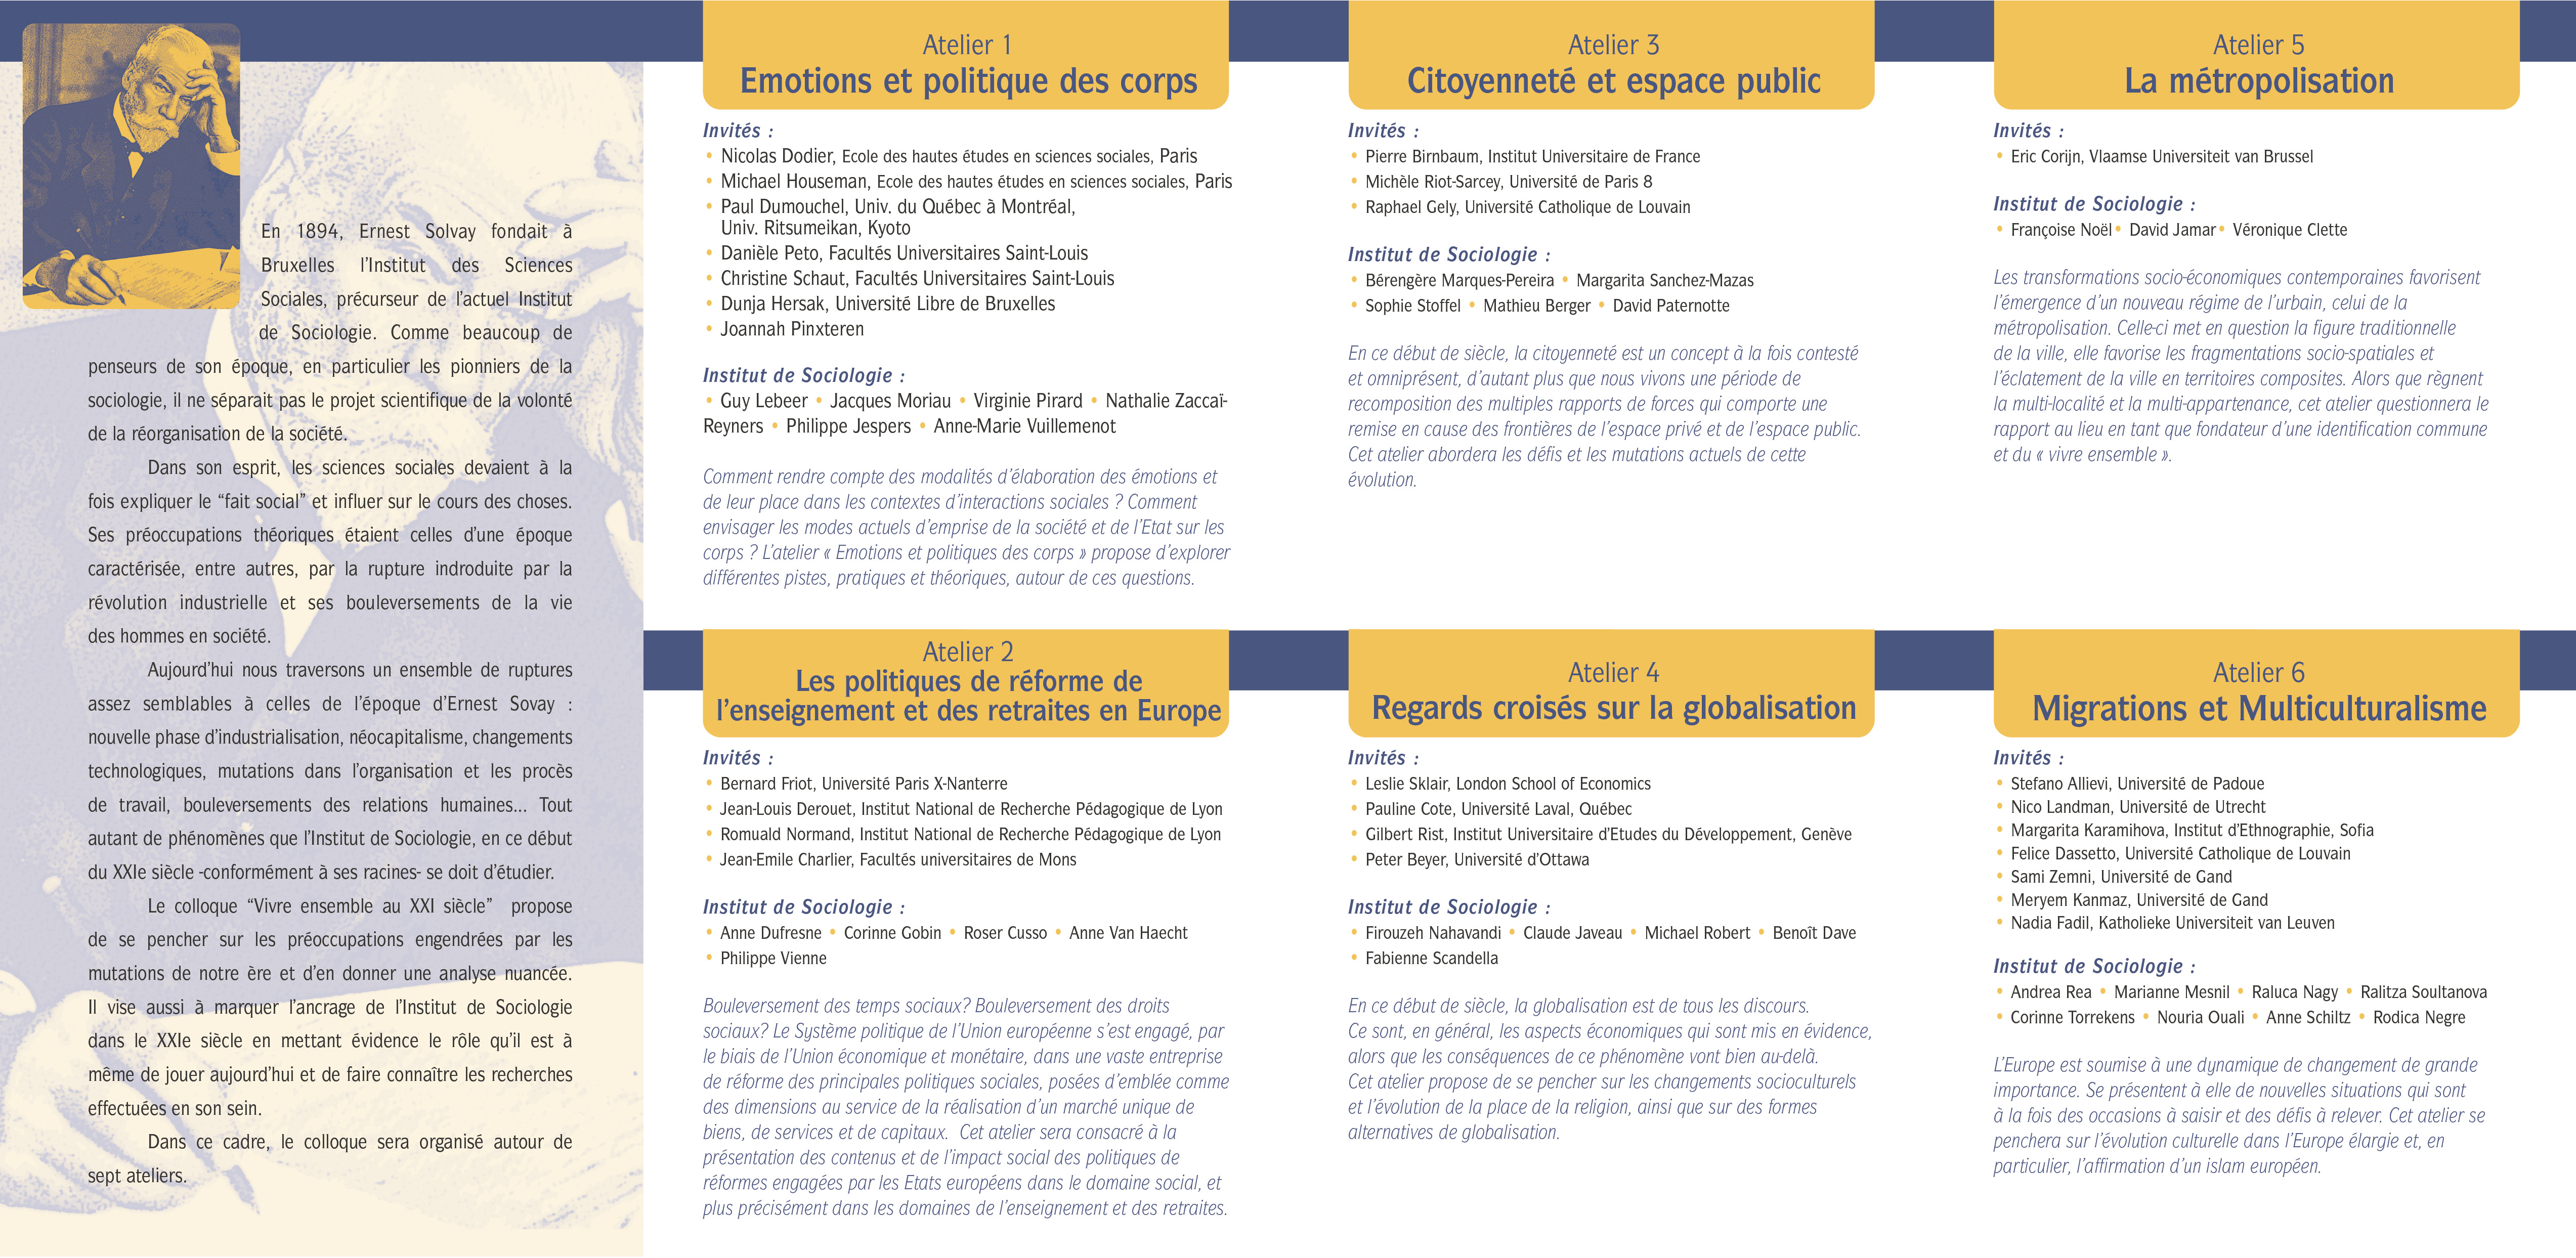 En 1894, Ernest Solvay fondait à
Bruxelles l'Institut des Sciences
Sociales, précurseur de l'actuel Institut
de Sociologie. Comme beaucoup de
penseurs de son époque, en particulier les pionniers de la
sociologie, il ne séparait pas le projet scientifique de la volonté
de la réorganisation de la société.
Dans son esprit, les sciences sociales devaient à la
fois expliquer le “fait social” et influer sur le cours des choses.
Ses préoccupations théoriques étaient celles d'une époque
caractérisée, entre autres, par la rupture indroduite par la
révolution industrielle et ses bouleversements de la vie
des hommes en société.
Aujourd'hui nous traversons un ensemble de ruptures
assez semblables à celles de l'époque d'Ernest Sovay :
nouvelle phase d'industrialisation, néocapitalisme, changements
technologiques, mutations dans l'organisation et les procès
de travail, bouleversements des relations humaines... Tout
autant de phénomènes que l'Institut de Sociologie, en ce début
du XXIe siècle -conformément à ses racines- se doit d'étudier.
Le colloque “Vivre ensemble au XXI siècle” propose
de se pencher sur les préoccupations engendrées par les
mutations de notre ère et d'en donner une analyse nuancée.
Il vise aussi à marquer l'ancrage de l'Institut de Sociologie
dans le XXIe siècle en mettant évidence le rôle qu'il est à
même de jouer aujourd'hui et de faire connaître les recherches
effectuées en son sein.
Dans ce cadre, le colloque sera organisé autour de
sept ateliers.
Atelier 1
Emotions et politique des corps
Invités :
• Nicolas Dodier, Ecole des hautes études en sciences sociales, Paris
• Michael Houseman, Ecole des hautes études en sciences sociales, Paris
• Paul Dumouchel, Univ. du Québec à Montréal,
Univ. Ritsumeikan, Kyoto
• Danièle Peto, Facultés Universitaires Saint-Louis
• Christine Schaut, Facultés Universitaires Saint-Louis
• Dunja Hersak, Université Libre de Bruxelles
• Joannah Pinxteren
Institut de Sociologie :
• Guy Lebeer • Jacques Moriau • Virginie Pirard • Nathalie Zaccaï-
Reyners • Philippe Jespers • Anne-Marie Vuillemenot
Comment rendre compte des modalités d'élaboration des émotions et
de leur place dans les contextes d'interactions sociales ? Comment
envisager les modes actuels d'emprise de la société et de l'Etat sur les
corps ? L'atelier « Emotions et politiques des corps » propose d'explorer
différentes pistes, pratiques et théoriques, autour de ces questions.
Atelier 2
Les politiques de réforme de
l'enseignement et des retraites en Europe
Invités :
• Bernard Friot, Université Paris X-Nanterre
• Jean-Louis Derouet, Institut National de Recherche Pédagogique de Lyon
• Romuald Normand, Institut National de Recherche Pédagogique de Lyon
• Jean-Emile Charlier, Facultés universitaires de Mons
Institut de Sociologie :
• Anne Dufresne • Corinne Gobin • Roser Cusso • Anne Van Haecht
• Philippe Vienne
Bouleversement des temps sociaux? Bouleversement des droits
sociaux? Le Système politique de l'Union européenne s'est engagé, par
le biais de l'Union économique et monétaire, dans une vaste entreprise
de réforme des principales politiques sociales, posées d'emblée comme
des dimensions au service de la réalisation d'un marché unique de
biens, de services et de capitaux. Cet atelier sera consacré à la
présentation des contenus et de l'impact social des politiques de
réformes engagées par les Etats européens dans le domaine social, et
plus précisément dans les domaines de l'enseignement et des retraites.
Atelier 3
Citoyenneté et espace public
Invités :
• Pierre Birnbaum, Institut Universitaire de France
• Michèle Riot-Sarcey, Université de Paris 8
• Raphael Gely, Université Catholique de Louvain
Institut de Sociologie :
• Bérengère Marques-Pereira • Margarita Sanchez-Mazas
• Sophie Stoffel • Mathieu Berger • David Paternotte
En ce début de siècle, la citoyenneté est un concept à la fois contesté
et omniprésent, d'autant plus que nous vivons une période de
recomposition des multiples rapports de forces qui comporte une
remise en cause des frontières de l'espace privé et de l'espace public.
Cet atelier abordera les défis et les mutations actuels de cette
évolution.
Atelier 4
Regards croisés sur la globalisation
Invités :
• Leslie Sklair, London School of Economics
• Pauline Cote, Université Laval, Québec
• Gilbert Rist, Institut Universitaire d'Etudes du Développement, Genève
• Peter Beyer, Université d'Ottawa
Institut de Sociologie :
• Firouzeh Nahavandi • Claude Javeau • Michael Robert • Benoît Dave
• Fabienne Scandella
En ce début de siècle, la globalisation est de tous les discours.
Ce sont, en général, les aspects économiques qui sont mis en évidence,
alors que les conséquences de ce phénomène vont bien au-delà.
Cet atelier propose de se pencher sur les changements socioculturels
et l'évolution de la place de la religion, ainsi que sur des formes
alternatives de globalisation.
Atelier 5
La métropolisation
Invités :
• Eric Corijn, Vlaamse Universiteit van Brussel
Institut de Sociologie :
• Françoise Noël • David Jamar • Véronique Clette
Les transformations socio-économiques contemporaines favorisent
l'émergence d'un nouveau régime de l'urbain, celui de la
métropolisation. Celle-ci met en question la figure traditionnelle
de la ville, elle favorise les fragmentations socio-spatiales et
l'éclatement de la ville en territoires composites. Alors que règnent
la multi-localité et la multi-appartenance, cet atelier questionnera le
rapport au lieu en tant que fondateur d'une identification commune
et du « vivre ensemble ».
Atelier 6
Migrations et Multiculturalisme
Invités :
• Stefano Allievi, Université de Padoue
• Nico Landman, Université de Utrecht
• Margarita Karamihova, Institut d'Ethnographie, Sofia
• Felice Dassetto, Université Catholique de Louvain
• Sami Zemni, Université de Gand
• Meryem Kanmaz, Université de Gand
• Nadia Fadil, Katholieke Universiteit van Leuven
Institut de Sociologie :
• Andrea Rea • Marianne Mesnil • Raluca Nagy • Ralitza Soultanova
• Corinne Torrekens • Nouria Ouali • Anne Schiltz • Rodica Negre
L'Europe est soumise à une dynamique de changement de grande
importance. Se présentent à elle de nouvelles situations qui sont
à la fois des occasions à saisir et des défis à relever. Cet atelier se
penchera sur l'évolution culturelle dans l'Europe élargie et, en
particulier, l'affirmation d'un islam européen.